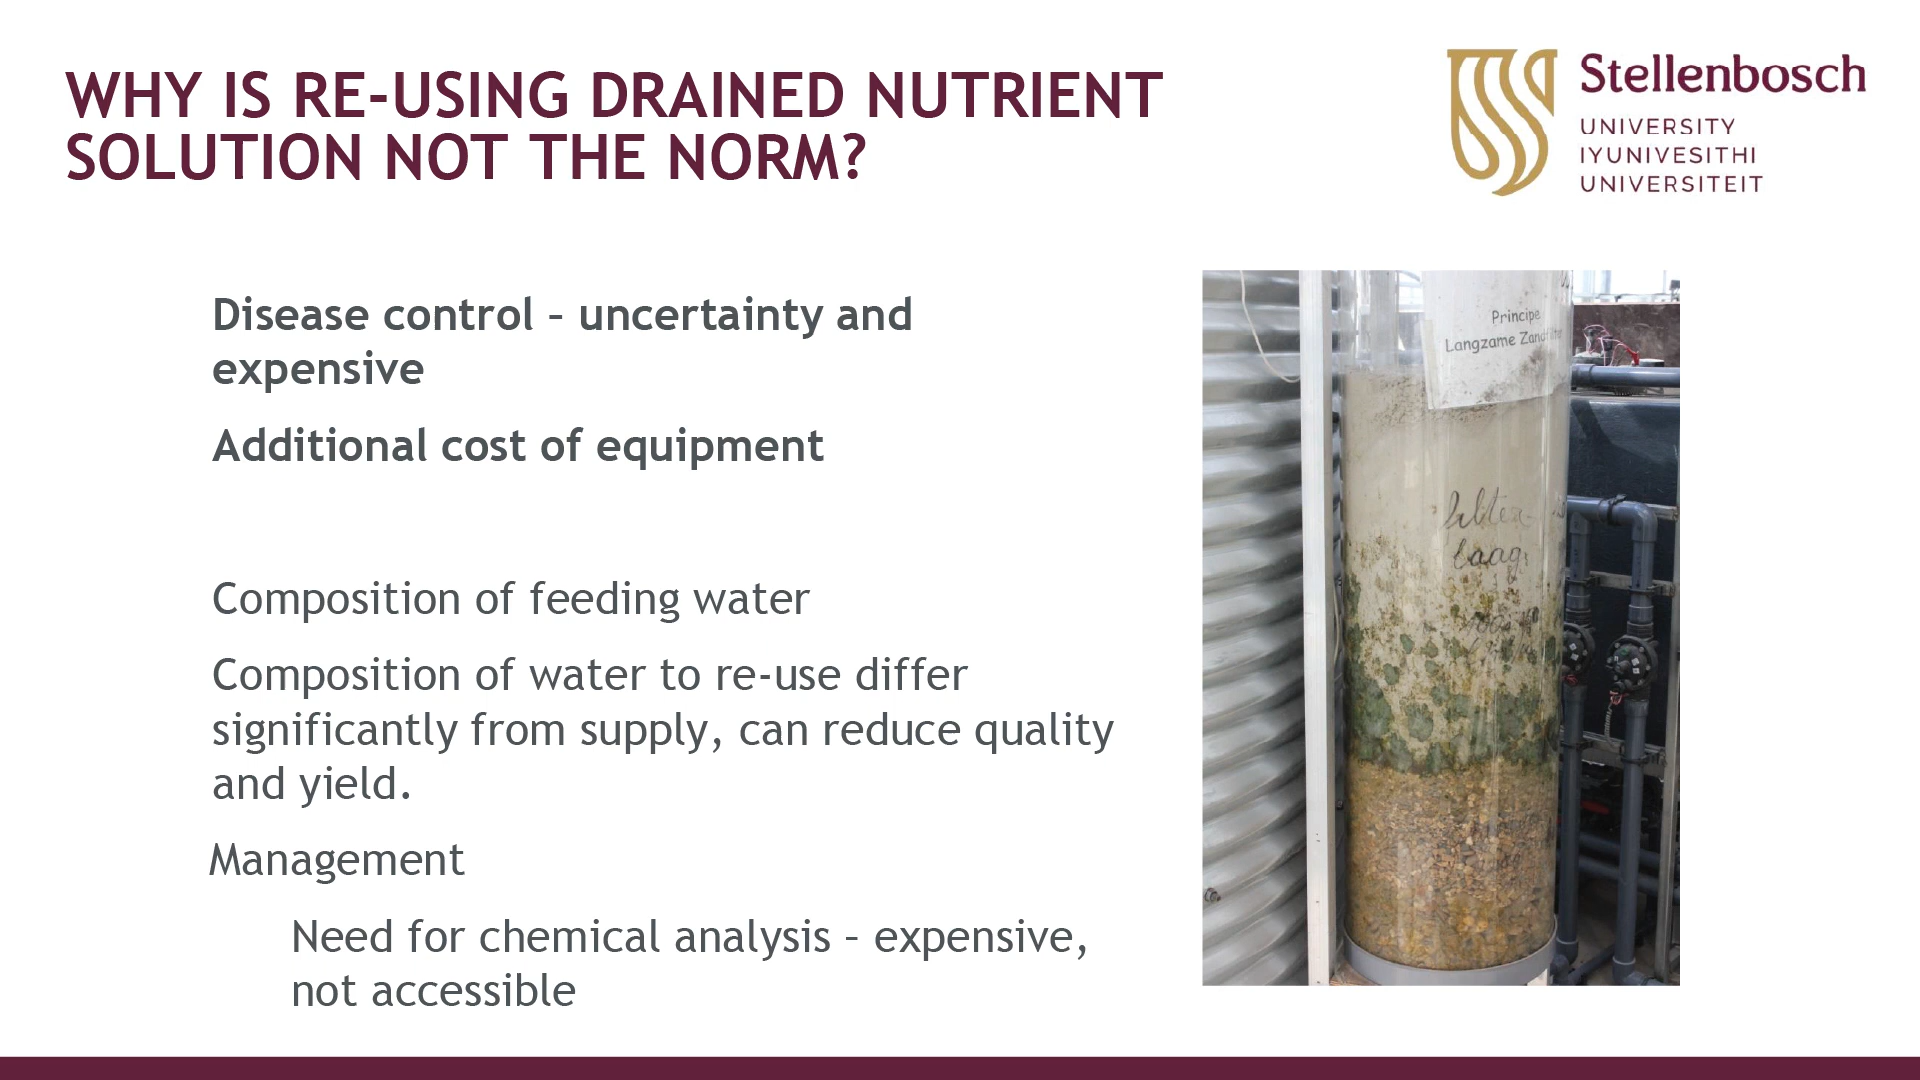 WHY IS RE-USING DRAINED NUTRIENT
SOLUTION NOT THE NORM?
Stellenbosch
UNIVERSITY
IYUNIVESITHI
UNIVERSITEIT
Disease control – uncertainty and
expensive
Additional cost of equipment
Composition of feeding water
Composition of water to re-use differ
significantly from supply, can reduce quality
and yield.
Management
Need for chemical analysis – expensive,
not accessible
Principe
Langzame
laag